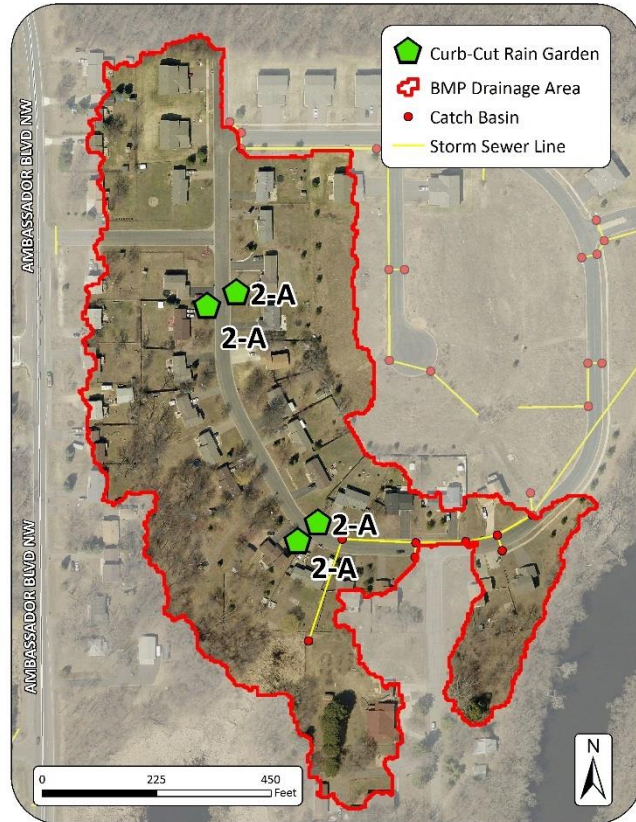 Curb-Cut Rain Garden
BMP Drainage Area
Catch Basin
Storm Sewer Line
AMBASSADOR BLVD NW
2-A
2-A
2-A
2-A
AMBASSADOR BLVD NW
0 225 450
Feet
N